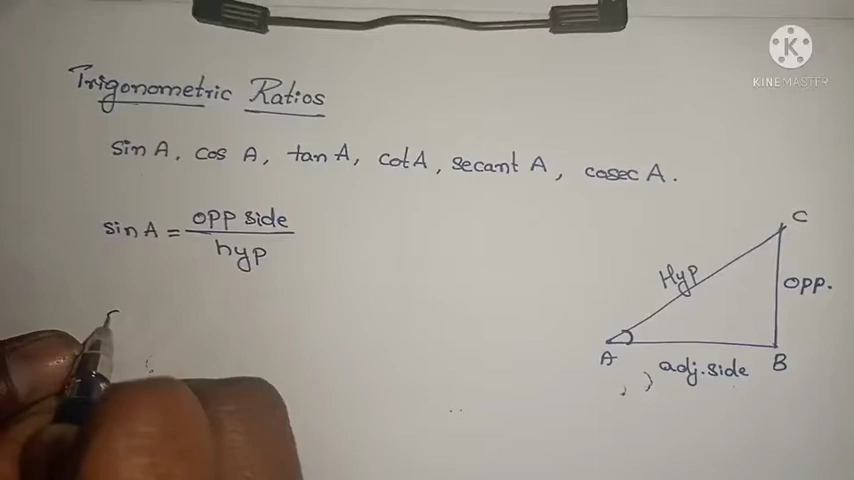 K
KINEMASTER
Trigonometric Ratios
sin A, cos A, tan A, cot A, secant A, cosec A.
sin A = opp side / hyp
C
Hyp
opp.
A
adj. side
B